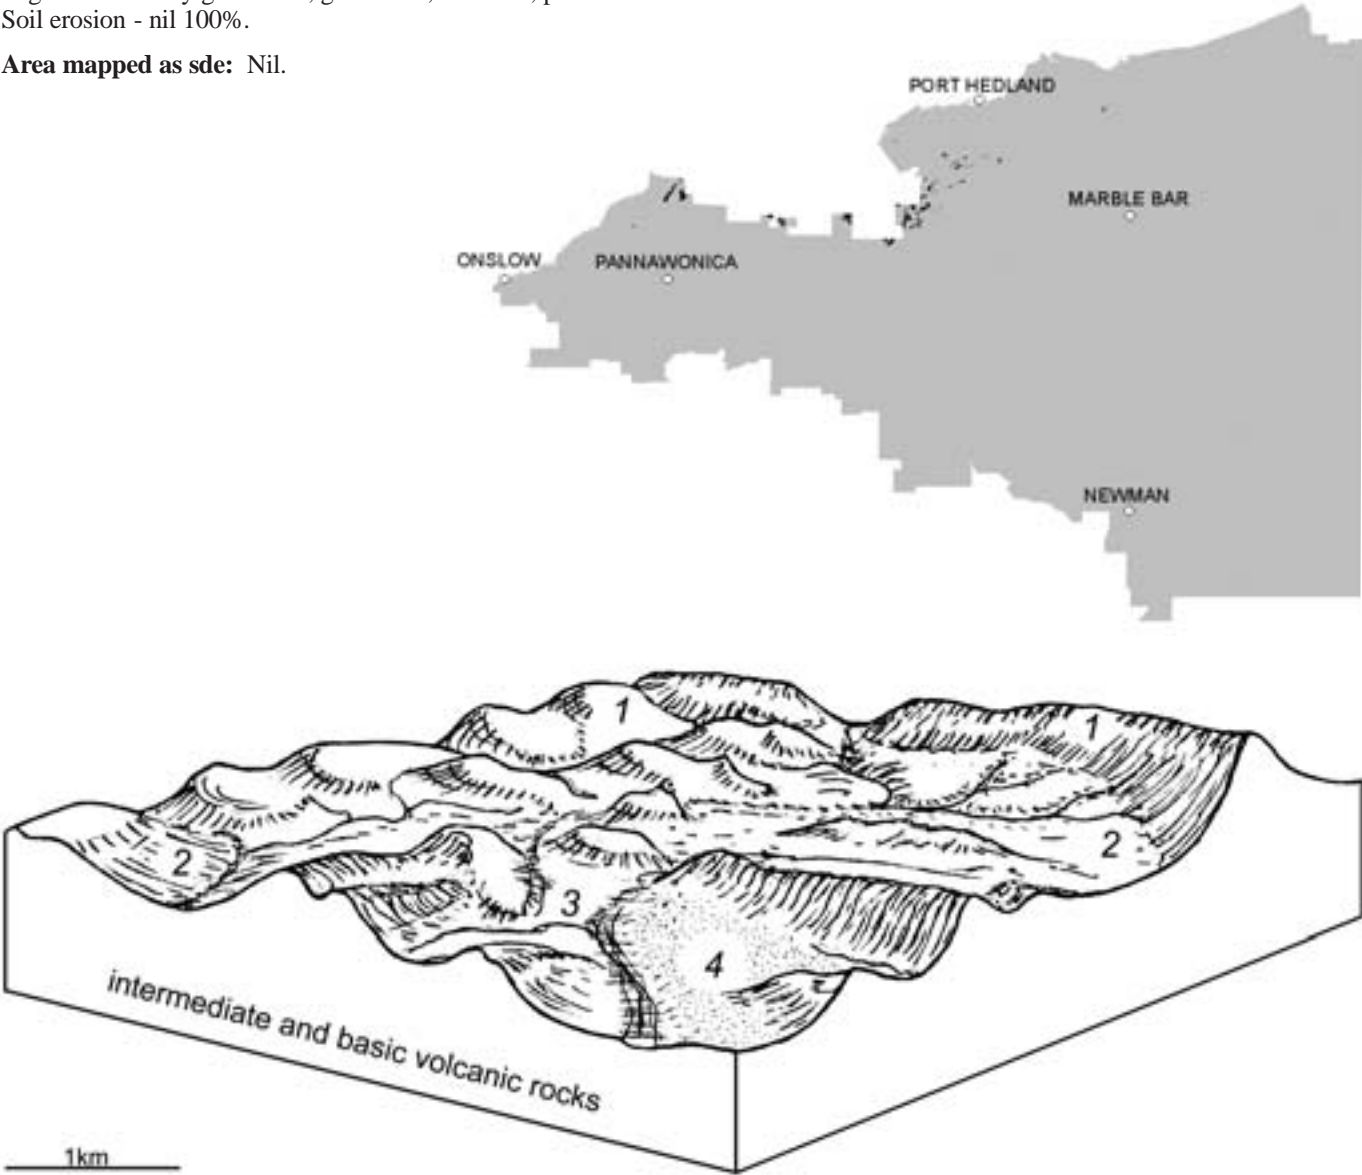 Soil erosion - nil 100%.
Area mapped as sde: Nil.
PORT HEDLAND
MARBLE BAR
ONSLOW
PANNAWONICA
NEWMAN
1
1
2
2
3
4
intermediate and basic volcanic rocks
1km